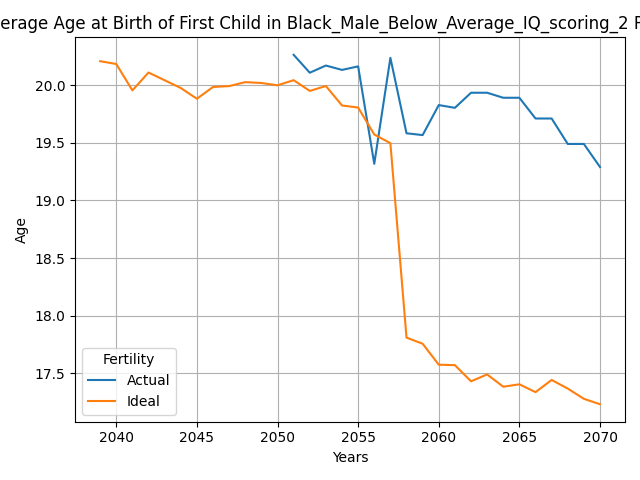 erage Age at Birth of First Child in Black_Male_Below_Average_IQ_scoring_2
Age
20.0
19.5
19.0
18.5
18.0
17.5
Fertility
Actual
Ideal
2040 2045 2050 2055 2060 2065 2070
Years